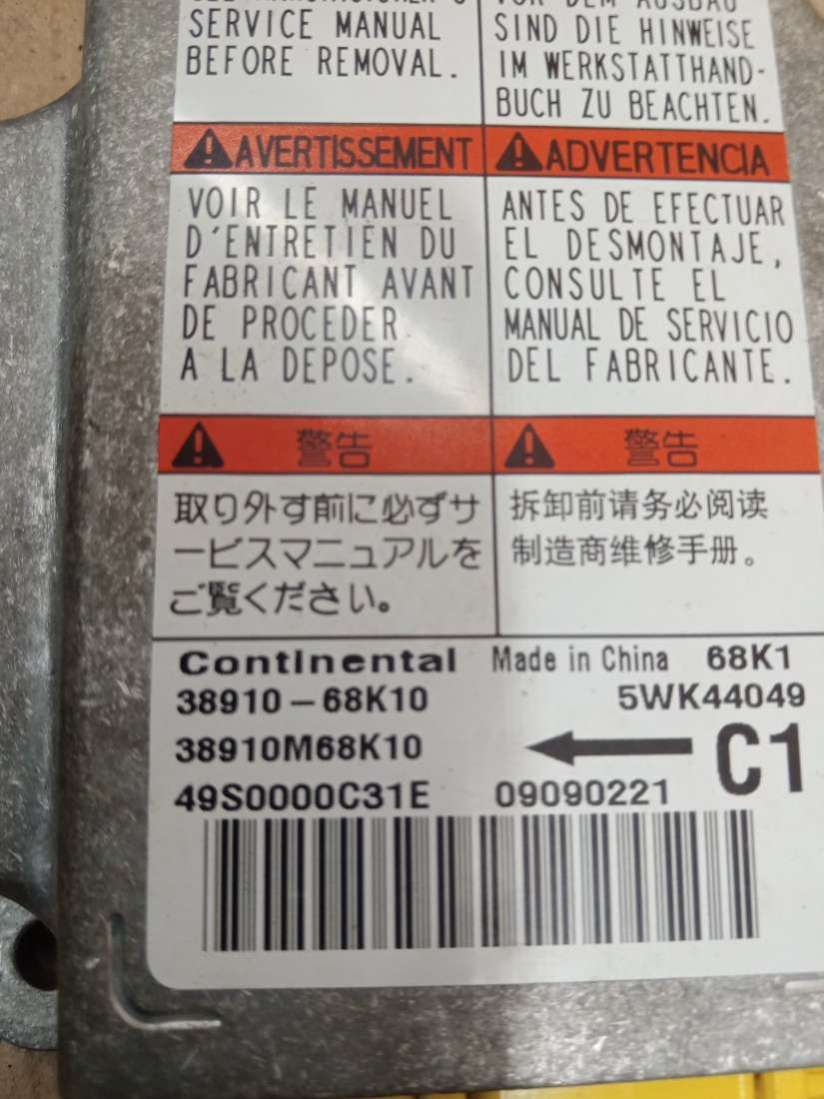 SERVICE MANUAL
BEFORE REMOVAL.
VOR DEM AUSBAU
SIND DIE HINWEISE
IM WERKSTATTHAND-
BUCH ZU BEACHTEN.
AVERTISSEMENT
VOIR LE MANUEL
D'ENTRETIEN DU
FABRICANT AVANT
DE PROCEDER
A LA DEPOSE.
ADVERTENCIA
ANTES DE EFECTUAR
EL DESMONTAJE,
CONSULTE EL
MANUAL DE SERVICIO
DEL FABRICANTE.
警告
取り外す前に必ずサ
ービスマニュアルを
ご覧ください。
警告
拆卸前请务必阅读
制造商维修手册。
Continental Made in China 68K1
38910-68K10 5WK44049
38910M68K10 C1
49S0000C31E 09090221